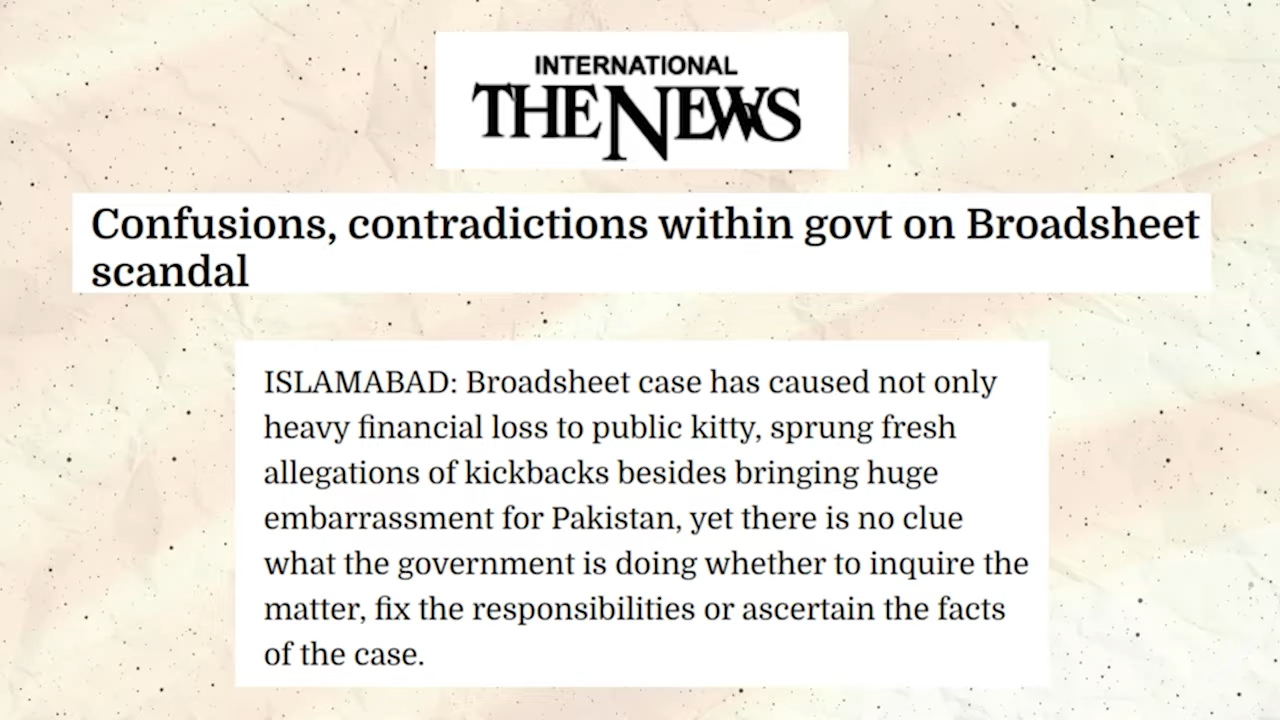 INTERNATIONAL
THE NEWS
Confusions, contradictions within govt on Broadsheet
scandal
ISLAMABAD: Broadsheet case has caused not only
heavy financial loss to public kitty, sprung fresh
allegations of kickbacks besides bringing huge
embarrassment for Pakistan, yet there is no clue
what the government is doing whether to inquire the
matter, fix the responsibilities or ascertain the facts
of the case.